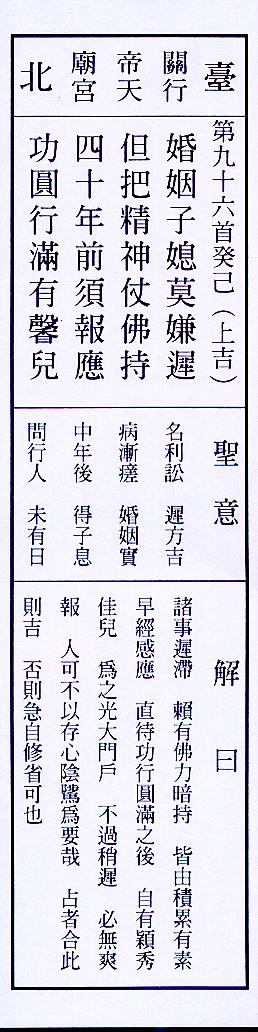 臺 關行 帝天 廟宮 北
第九十六首癸己（上吉）
婚姻子媳莫嫌遲
但把精神仗佛持
四十年前須報應
功圓行滿有馨兒
聖意
名利訟　遲方吉
病漸瘥　婚姻實
中年後　得子息
問行人　未有日
解曰
諸事遲滯　賴有佛力暗持　皆由積累有素
早經感應　直待功行圓滿之後　自有穎秀
佳兒　為之光大門戶　不過稍遲　必無爽
報　人可不以存心陰騭為要哉　占者合此
則吉　否則急自修省可也